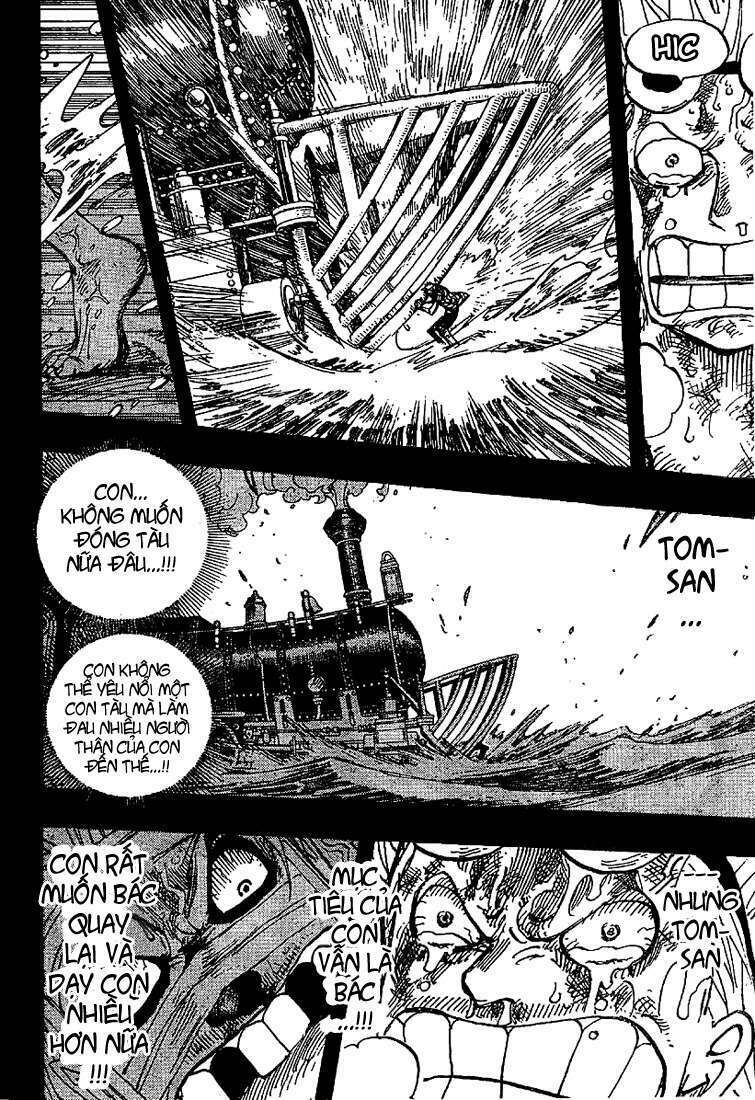 HIC
TOM-
SAN
...
CON...
KHÔNG MUỐN
ĐÓNG TÀU
NỮA ĐÂU...!!!
CON KHÔNG
THỂ YÊU NỔI MỘT
CON TÀU MÀ LÀM
ĐAU NHIỀU NGƯỜI
THÂN CỦA CON
ĐẾN THẾ...!!
...
NHƯNG
TOM-
SAN
MỤC
TIÊU CỦA
CON
VẪN LÀ
BÁC
...!!!
CON RẤT
MUỐN BÁC
QUAY
LẠI VÀ
DẠY CON
NHIỀU
HƠN NỮA
!!!